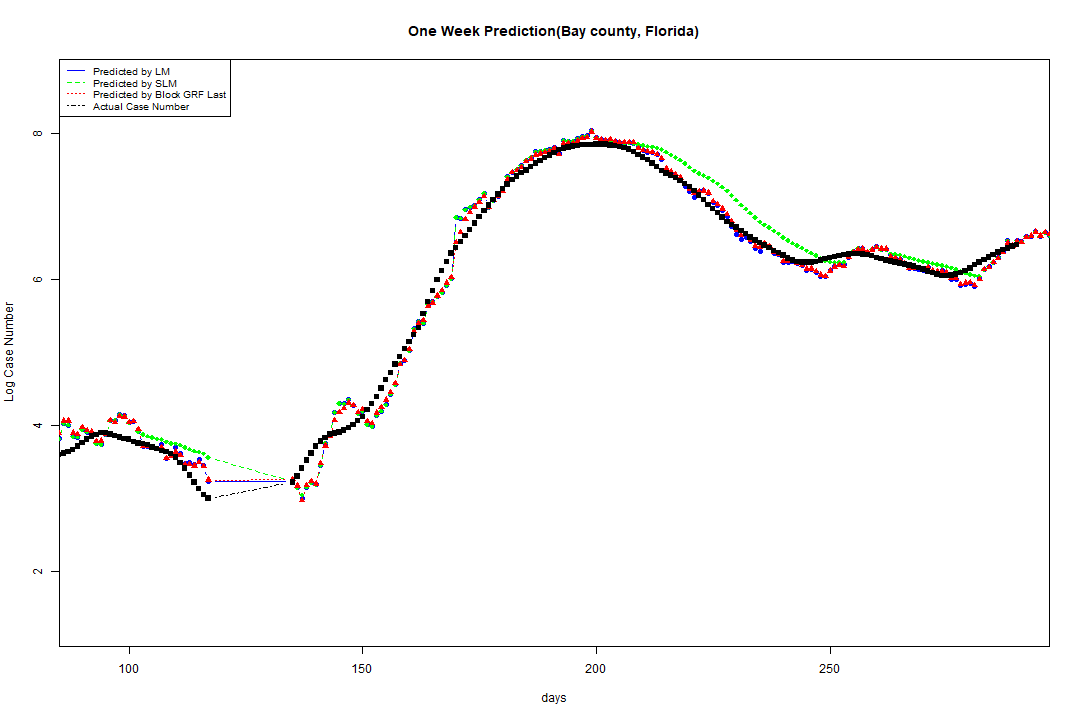 One Week Prediction(Bay county, Florida)
Predicted by LM
Predicted by SLM
Predicted by Block GRF Last
Actual Case Number
8
6
4
2
Log Case Number
100 150 200 250
days